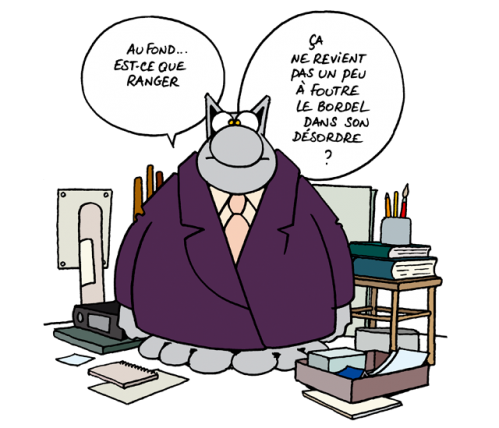 AU FOND...
EST-CE QUE
RANGER
ÇA
NE REVIENT
PAS UN PEU
À FOUTRE
LE BORDEL
DANS SON
DÉSORDRE
?